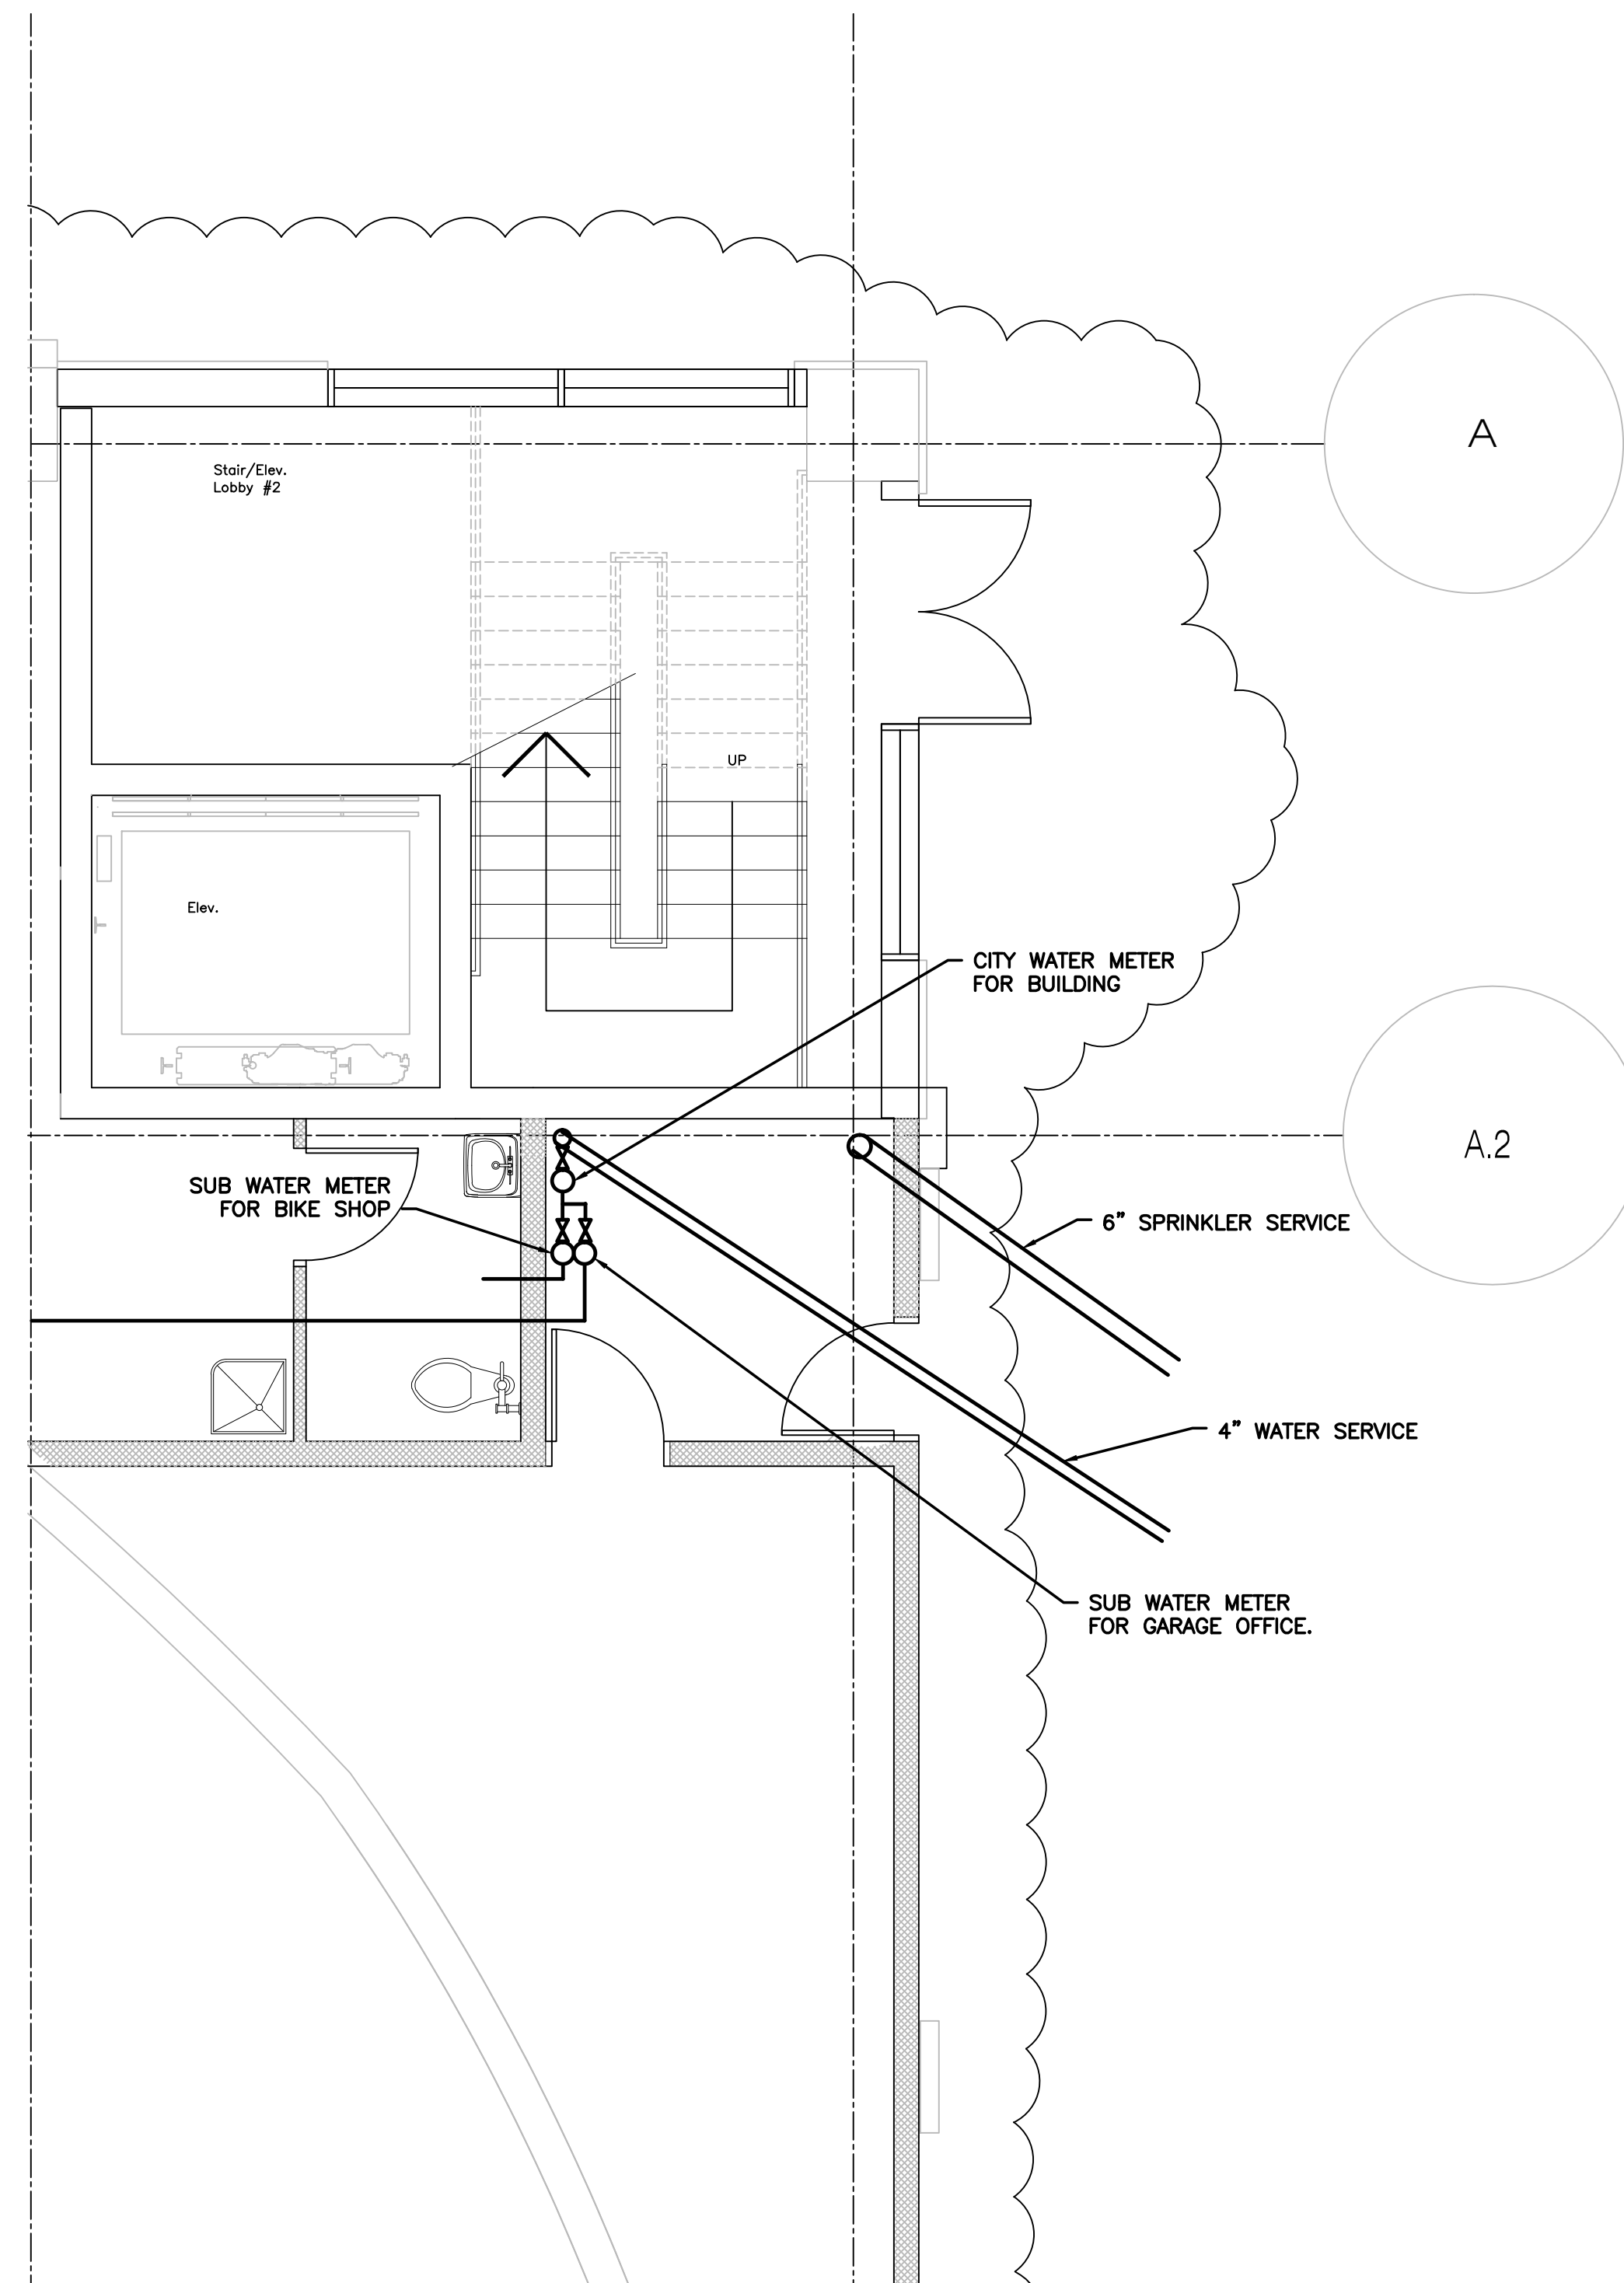 A
Stair/Elev.
Lobby #2
UP
Elev.
CITY WATER METER
FOR BUILDING
A.2
SUB WATER METER
FOR BIKE SHOP
6" SPRINKLER SERVICE
4" WATER SERVICE
SUB WATER METER
FOR GARAGE OFFICE.